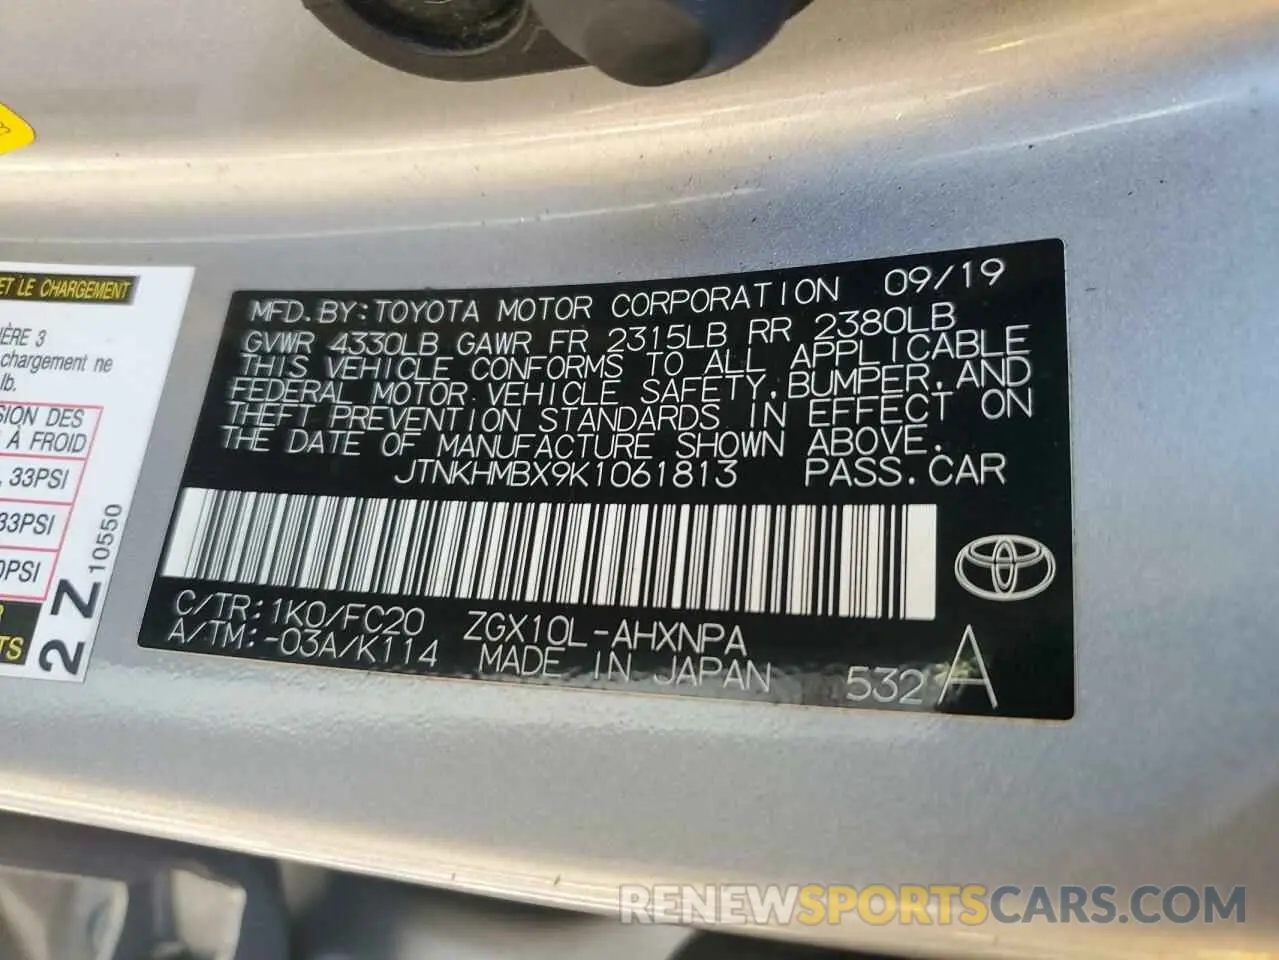 ET LE CHARGEMENT
IÈRE 3
chargement ne
lb.
SION DES
À FROID
, 33PSI
33PSI
0PSI
TS
2Z
10550
MFD. BY: TOYOTA MOTOR CORPORATION 09/19
GVWR 4330LB GAWR FR 2315LB RR 2380LB
THIS VEHICLE CONFORMS TO ALL APPLICABLE
FEDERAL MOTOR VEHICLE SAFETY, BUMPER, AND
THEFT PREVENTION STANDARDS IN EFFECT ON
THE DATE OF MANUFACTURE SHOWN ABOVE.
JTNKHMBX9K1061813 PASS. CAR
C/TR: 1K0/FC20 ZGX10L-AHXNPA
A/TM: -03A/K114 MADE IN JAPAN 532 A
RENEWSPORTSCARS.COM